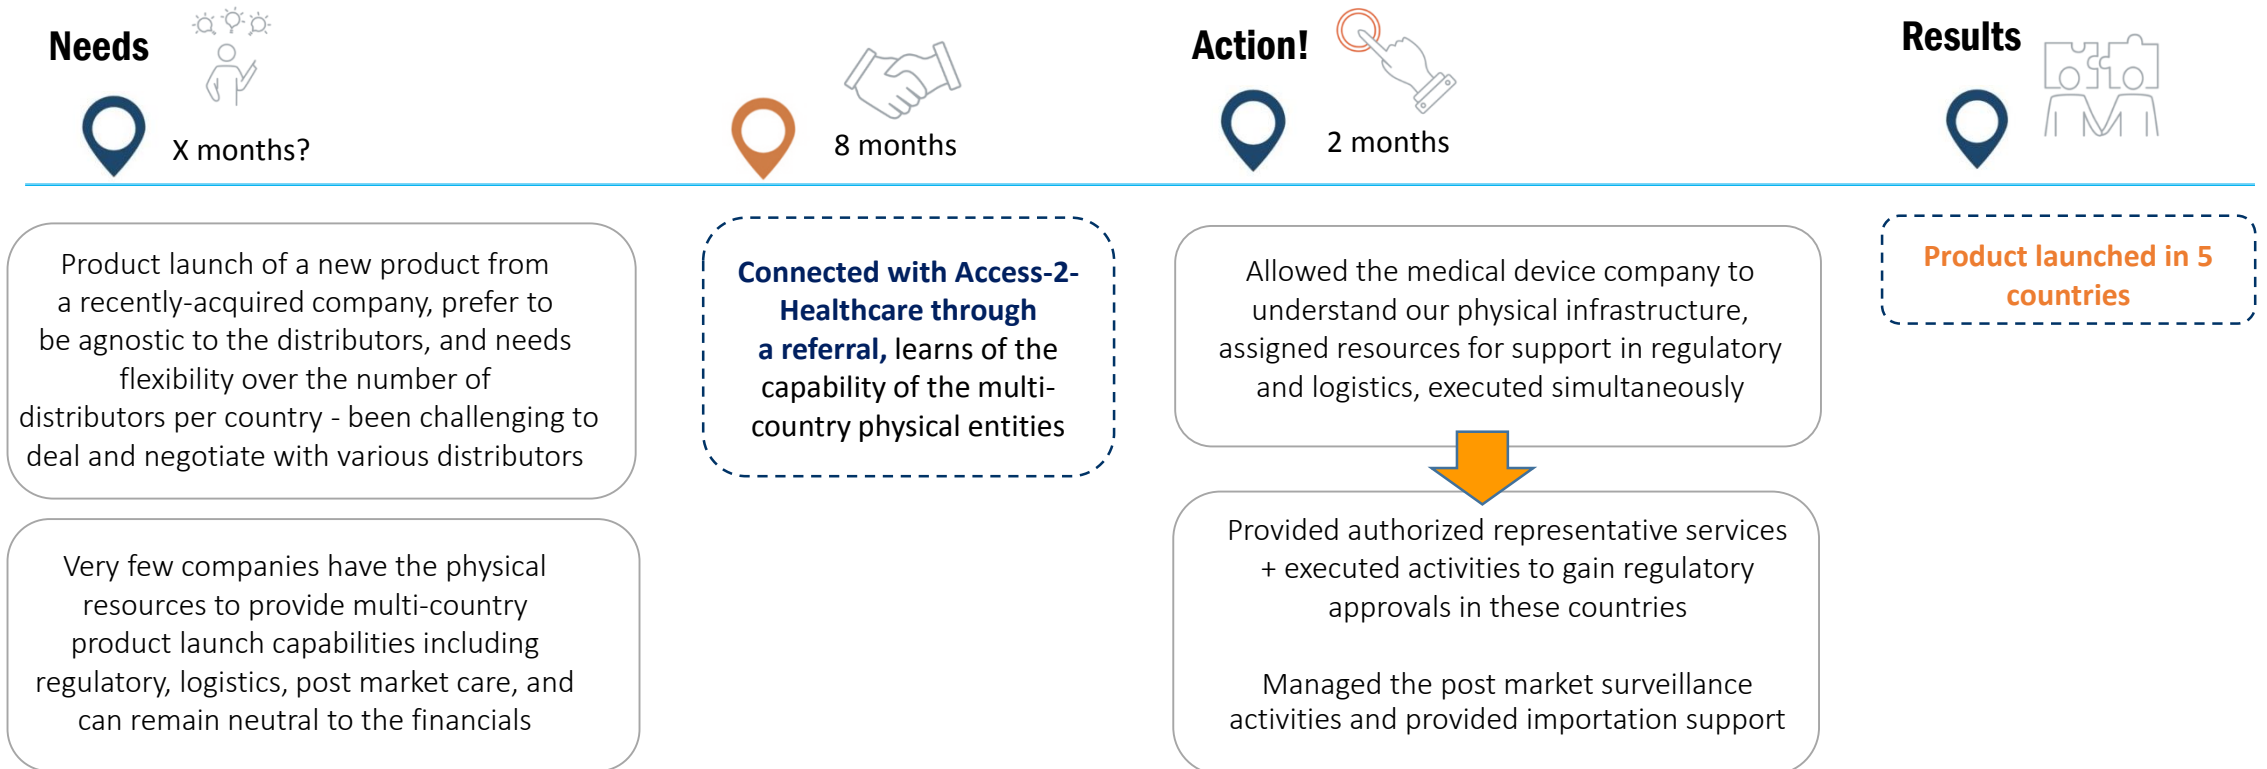 Needs
X months?
8 months
Action!
2 months
Results
Product launch of a new product from
a recently-acquired company, prefer to
be agnostic to the distributors, and needs
flexibility over the number of
distributors per country - been challenging to
deal and negotiate with various distributors
Very few companies have the physical
resources to provide multi-country
product launch capabilities including
regulatory, logistics, post market care, and
can remain neutral to the financials
Connected with Access-2-
Healthcare through
a referral, learns of the
capability of the multi-
country physical entities
Allowed the medical device company to
understand our physical infrastructure,
assigned resources for support in regulatory
and logistics, executed simultaneously
Provided authorized representative services
+ executed activities to gain regulatory
approvals in these countries
Managed the post market surveillance
activities and provided importation support
Product launched in 5
countries